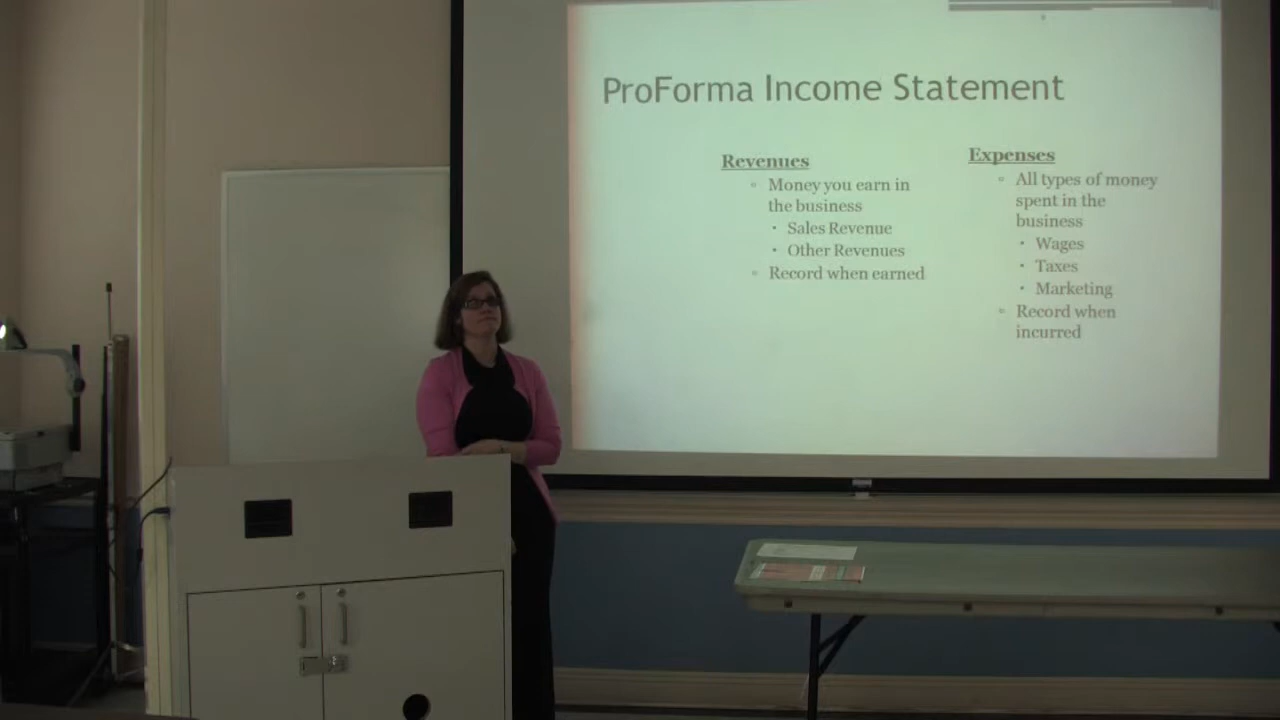 ProForma Income Statement
Revenues
▫ Money you earn in
the business
• Sales Revenue
• Other Revenues
▫ Record when earned
Expenses
▫ All types of money
spent in the
business
• Wages
• Taxes
• Marketing
▫ Record when
incurred